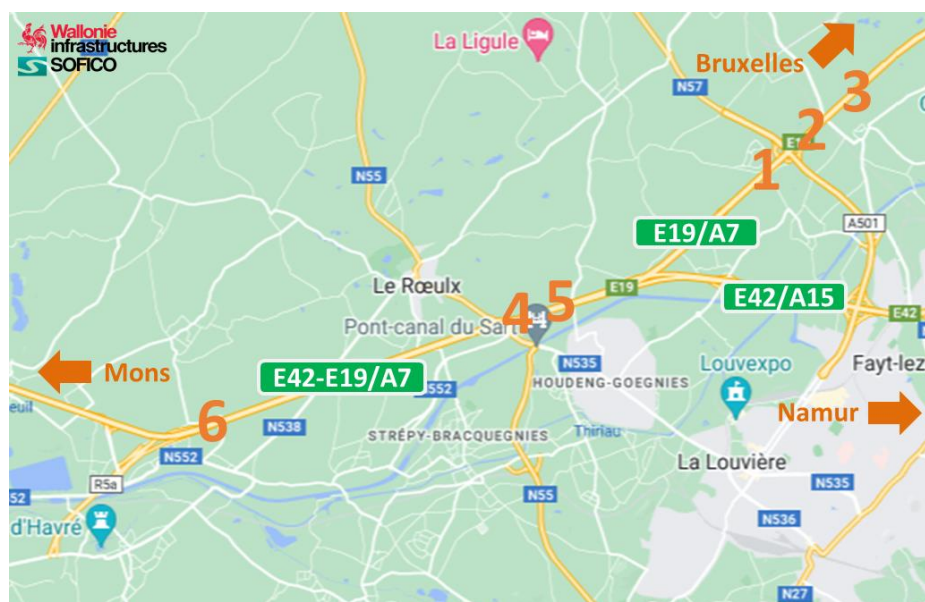 Wallonie
infrastructures
SOFICO
La Ligule
Bruxelles
3
N57
2
1
N55
A501
E19/A7
Le Rœulx
E19
E42/A15
5
4
Pont-canal du Sart
E42
Mons
E42-E19/A7
N535
Louvexpo
Fayt-lez
N552
HOUDENG-GOEGNIES
Namur
6
N538
STRÉPY-BRACQUEGNIES
Thiriau
N552
La Louvière
R5a
N535
52
N55
d'Havré
N536
N27